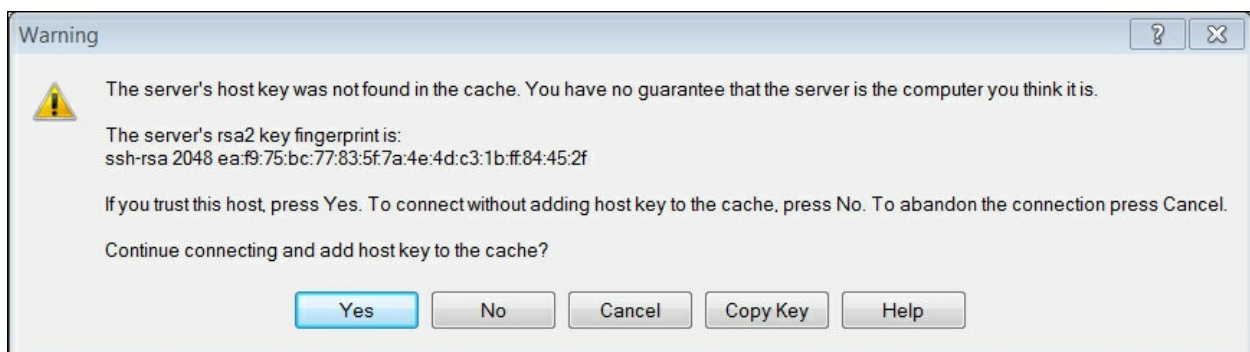 Warning
The server's host key was not found in the cache. You have no guarantee that the server is the computer you think it is.
The server's rsa2 key fingerprint is:
ssh-rsa 2048 ea:f9:75:bc:77:83:5f:7a:4e:4d:c3:1b:ff:84:45:2f
If you trust this host, press Yes. To connect without adding host key to the cache, press No. To abandon the connection press Cancel.
Continue connecting and add host key to the cache?
Yes No Cancel Copy Key Help